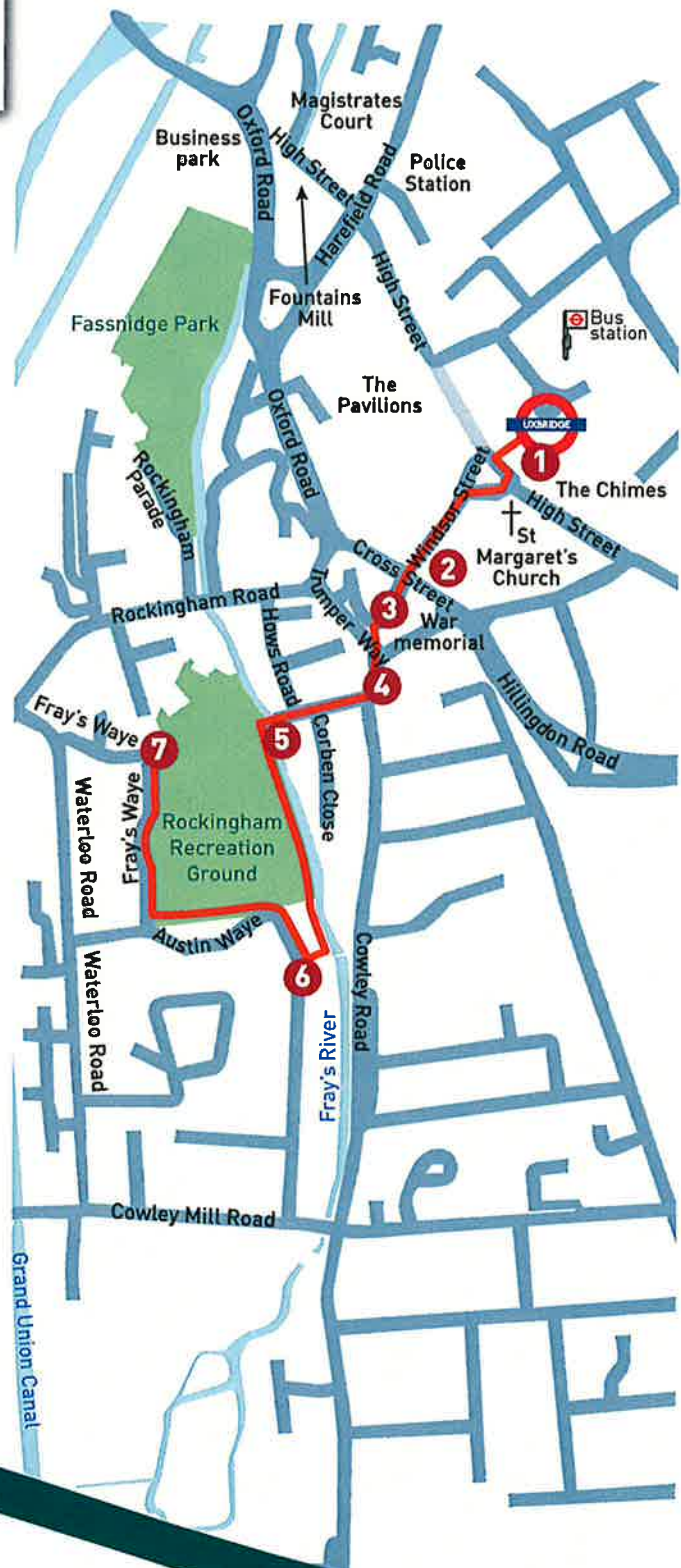 Magistrates
Court
Business
park
Oxford Road
High Street
Harefield Road
Police
Station
High Street
Fountains
Mill
Fassnidge Park
Bus
station
The
Pavilions
UXBRIDGE
1
Oxford Road
The Chimes
Rockingham
Parade
Windsor Street
High Street
St
Margaret's
Church
Cross Street
2
3
War
memorial
Rockingham Road
Trumper Way
Hows Road
4
Hillingdon Road
Fray's Waye
7
5
Corben Close
Fray's Waye
Waterloo Road
Rockingham
Recreation
Ground
Austin Waye
6
Waterloo Road
Cowley Road
Fray's River
Cowley Mill Road
Grand Union Canal